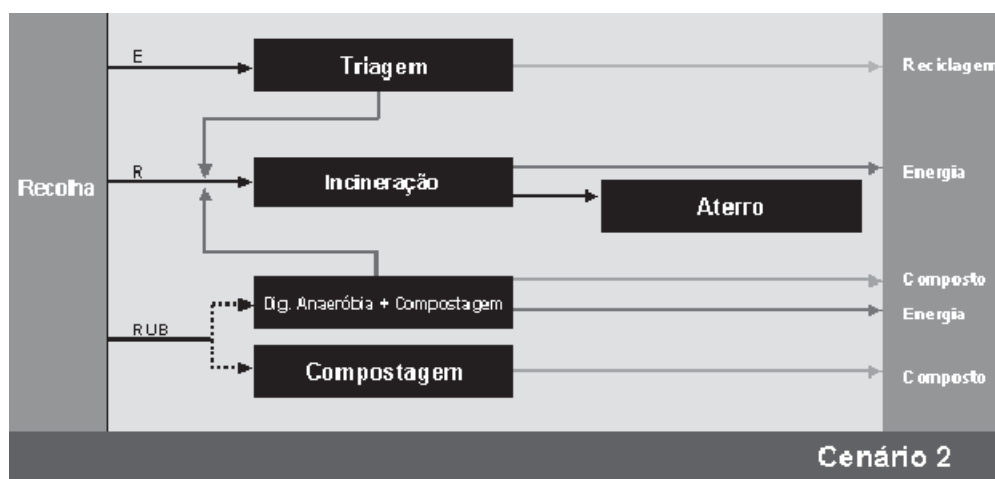 E
Triagem
Reciclagem
Recolha
R
Incineração
Energia
Aterro
Dig. Anaeróbia + Compostagem
Composto
Energia
RUB
Compostagem
Composto
Cenário 2